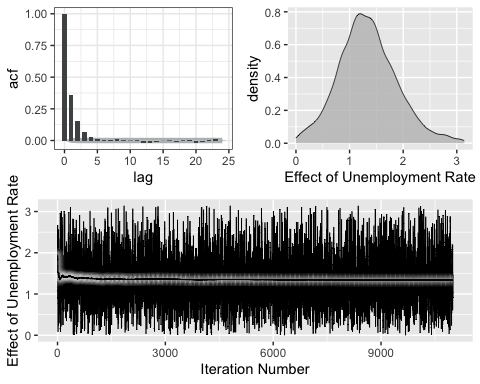 1.00
0.75
0.50
0.25
0.00
acf
0 5 10 15 20 25
lag
0.8
0.6
0.4
0.2
0.0
density
0 1 2 3
Effect of Unemployment Rate
3
2
1
0
Effect of Unemployment Rate
0 3000 6000 9000
Iteration Number